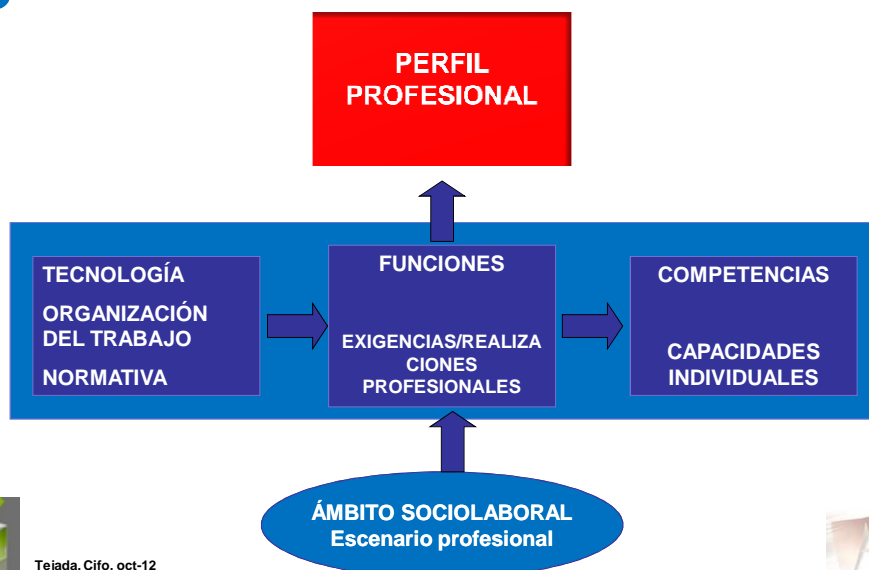 PERFIL
PROFESIONAL
TECNOLOGÍA
ORGANIZACIÓN
DEL TRABAJO
NORMATIVA
FUNCIONES
EXIGENCIAS/REALIZA
CIONES
PROFESIONALES
COMPETENCIAS
CAPACIDADES
INDIVIDUALES
ÁMBITO SOCIOLABORAL
Escenario profesional
Tejada, Cifo, oct-12